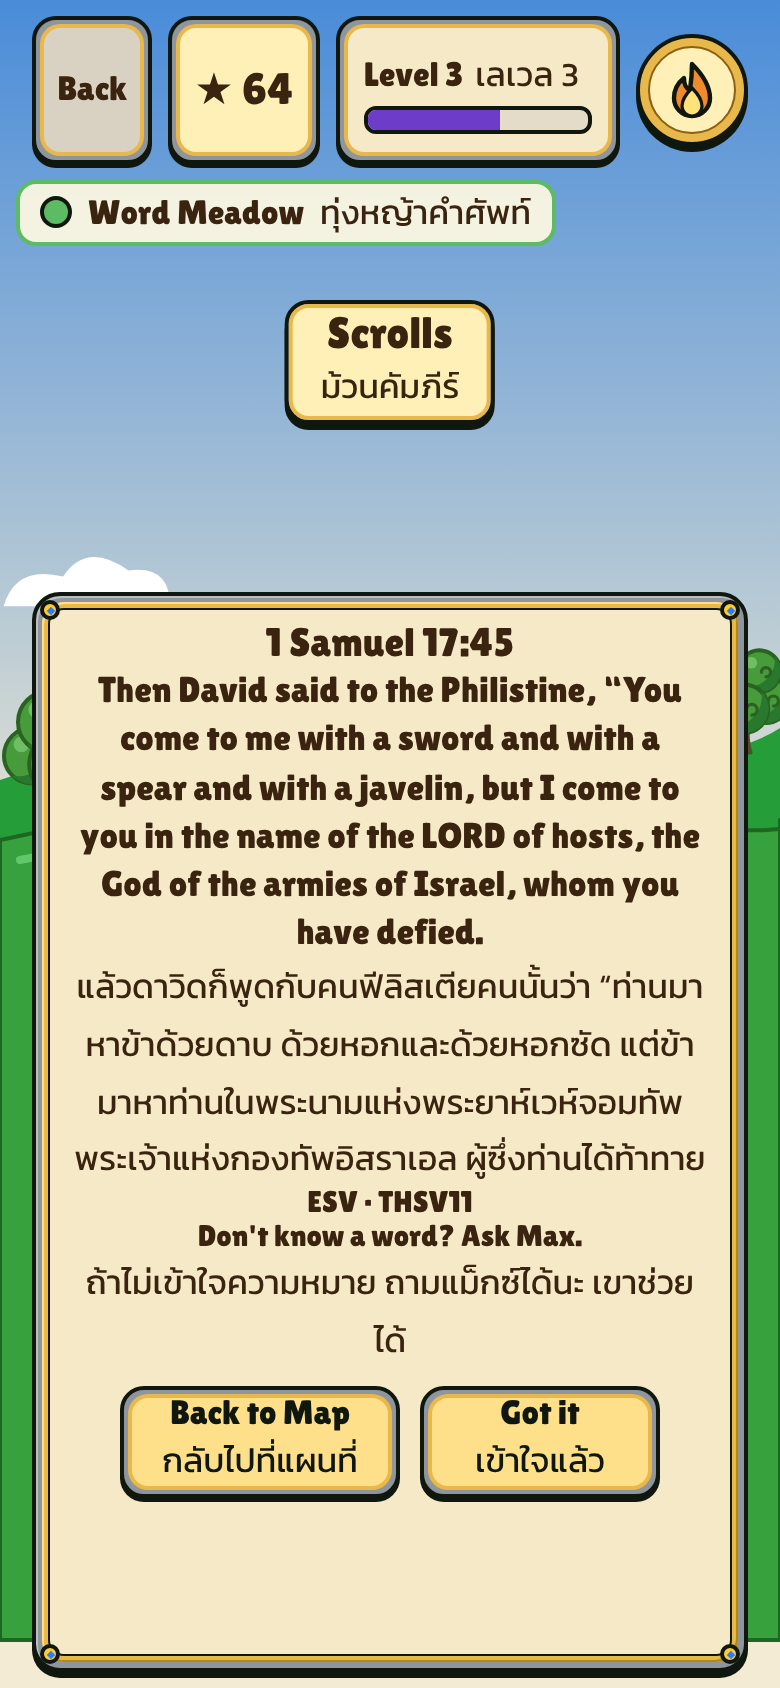 Back
★ 64
Level 3 เลเวล 3
Word Meadow ทุ่งหญ้าคำศัพท์
Scrolls
ม้วนคัมภีร์
1 Samuel 17:45
Then David said to the Philistine, “You
come to me with a sword and with a
spear and with a javelin, but I come to
you in the name of the LORD of hosts, the
God of the armies of Israel, whom you
have defied.
แล้วดาวิดก็พูดกับคนฟีลิสเตียคนนั้นว่า “ท่านมา
หาข้าด้วยดาบ ด้วยหอกและด้วยหอกซัด แต่ข้า
มาหาท่านในพระนามแห่งพระยาห์เวห์จอมทัพ
พระเจ้าแห่งกองทัพอิสราเอล ผู้ซึ่งท่านได้ท้าทาย
ESV · THSV11
Don't know a word? Ask Max.
ถ้าไม่เข้าใจความหมาย ถามแม็กซ์ได้นะ เขาช่วย
ได้
Back to Map
กลับไปที่แผนที่
Got it
เข้าใจแล้ว